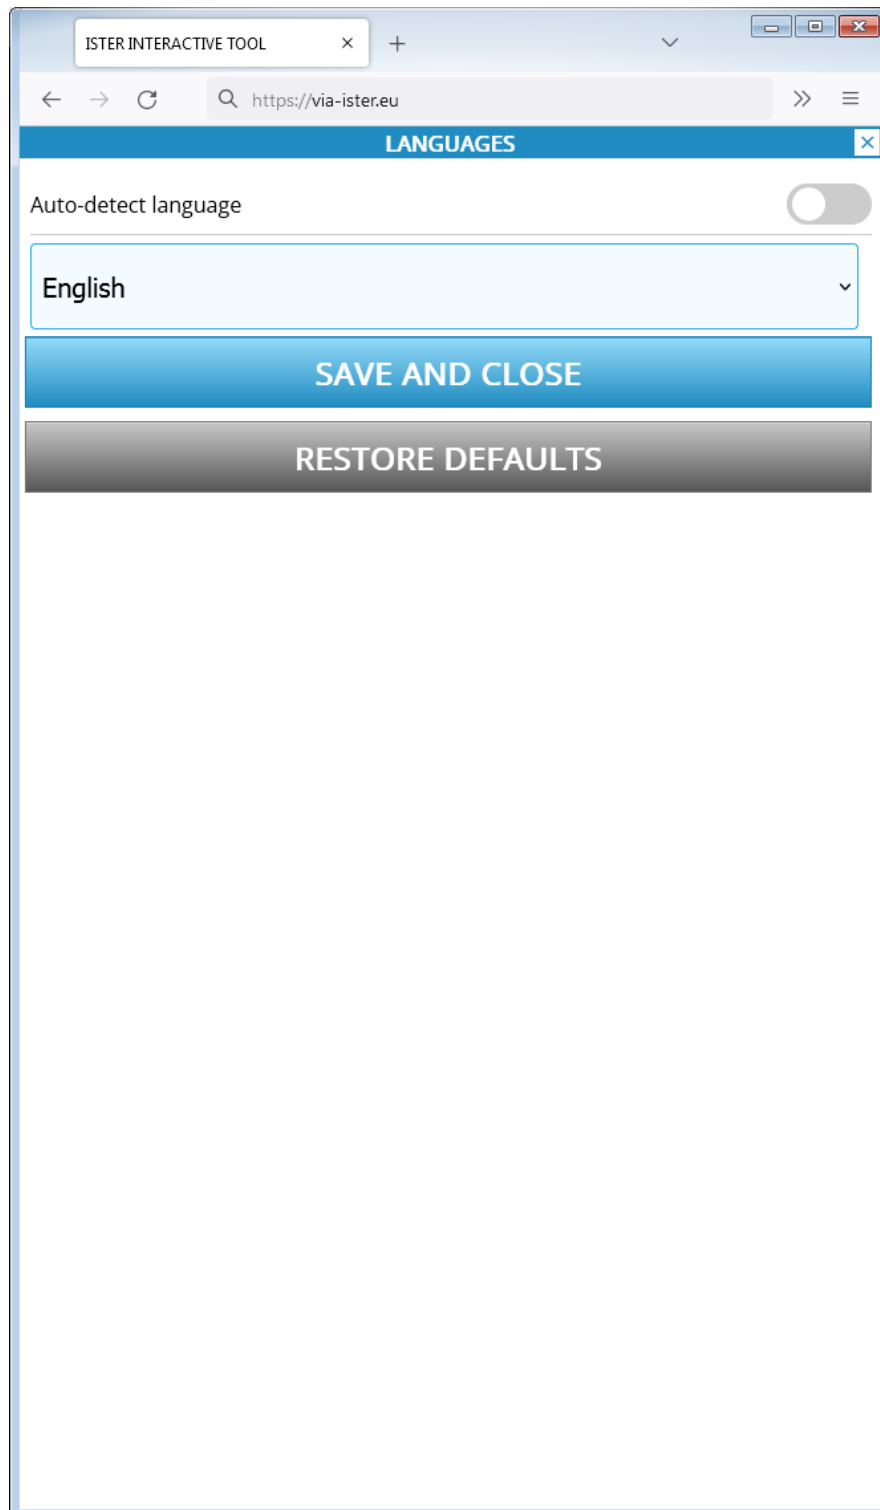 ISTER INTERACTIVE TOOL
https://via-ister.eu
LANGUAGES
Auto-detect language
English
SAVE AND CLOSE
RESTORE DEFAULTS